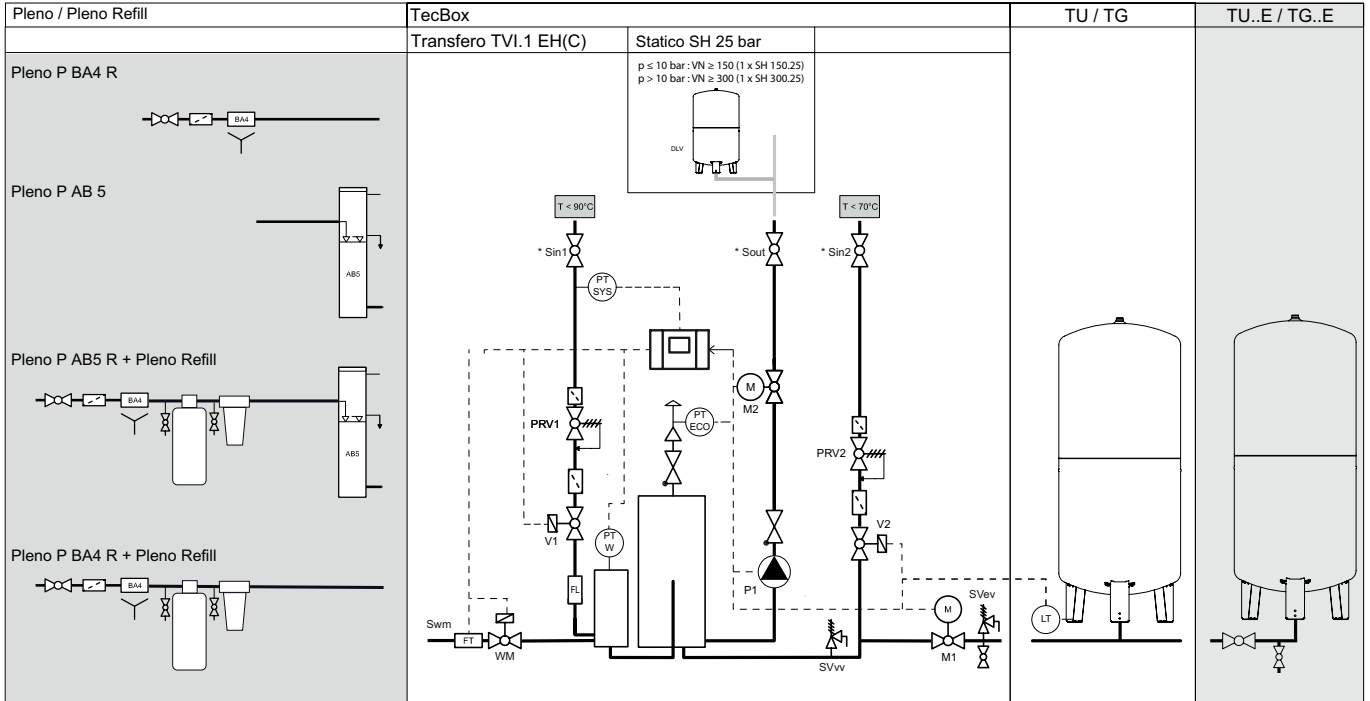 Pleno / Pleno Refill
TecBox
TU / TG
TU..E / TG..E
Transfero TVI.1 EH(C)
Statico SH 25 bar
p ≤ 10 bar : VN ≥ 150 (1 x SH 150.25)
p > 10 bar : VN ≥ 300 (1 x SH 300.25)
DLV
Pleno P BA4 R
BA4
Pleno P AB 5
AB5
Pleno P AB5 R + Pleno Refill
BA4
AB5
Pleno P BA4 R + Pleno Refill
BA4
T < 90°C
T < 70°C
* Sin1
* Sout
* Sin2
PT
SYS
M
M2
PT
ECO
PRV1
PRV2
V1
V2
PT
W
P1
FL
SVev
M
LT
Swm
FT
WM
SVvv
M1